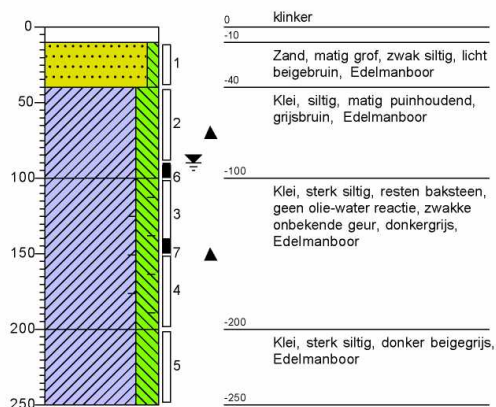 0
50
100
150
200
250
1
2
6
3
7
4
5
0
klinker
-10
Zand, matig grof, zwak siltig, licht
beigebruin, Edelmanboor
-40
Klei, siltig, matig puinhoudend,
grijsbruin, Edelmanboor
-100
Klei, sterk siltig, resten baksteen,
geen olie-water reactie, zwakke
onbekende geur, donkergrijs,
Edelmanboor
-200
Klei, sterk siltig, donker beigegrijs,
Edelmanboor
-250